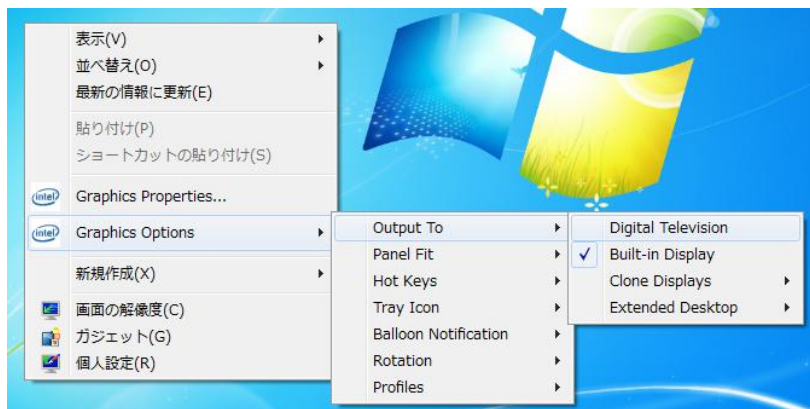 表示(V)
並べ替え(O)
最新の情報に更新(E)
貼り付け(P)
ショートカットの貼り付け(S)
intel
Graphics Properties...
intel
Graphics Options
新規作成(X)
画面の解像度(C)
ガジェット(G)
個人設定(R)
Output To
Panel Fit
Hot Keys
Tray Icon
Balloon Notification
Rotation
Profiles
Digital Television
Built-in Display
Clone Displays
Extended Desktop